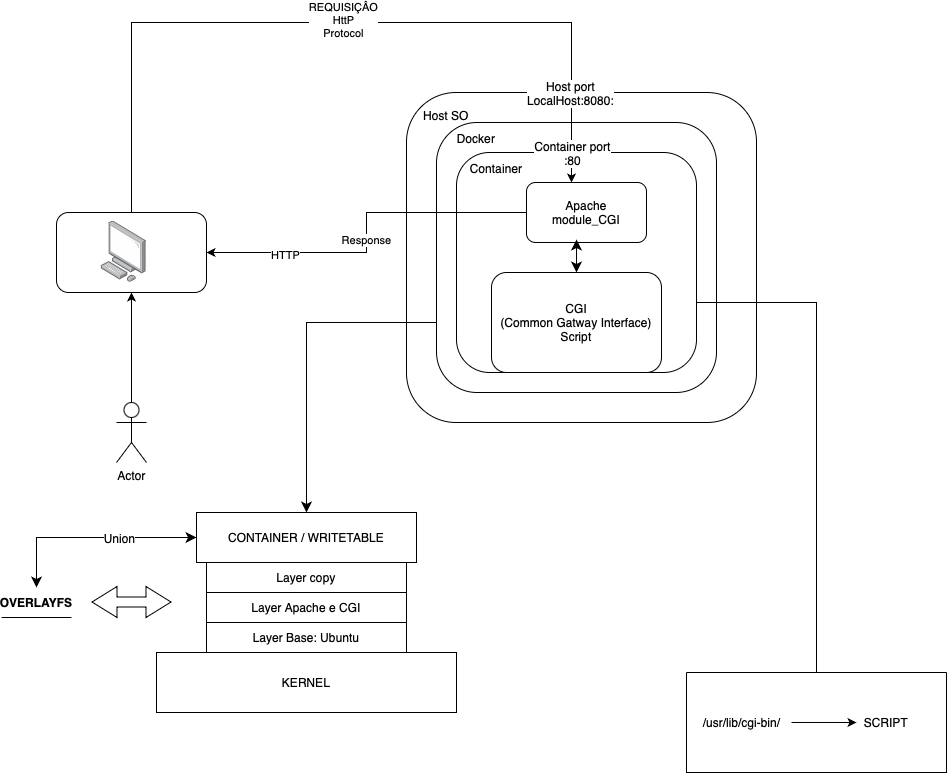 REQUISIÇÂO
HttP
Protocol
Host port
LocalHost:8080:
Host SO
Docker
Container port
:80
Container
Apache
module_CGI
Response
HTTP
CGI
(Common Gatway Interface)
Script
Actor
CONTAINER / WRITETABLE
Union
Layer copy
OVERLAYFS
Layer Apache e CGI
Layer Base: Ubuntu
KERNEL
/usr/lib/cgi-bin/ SCRIPT